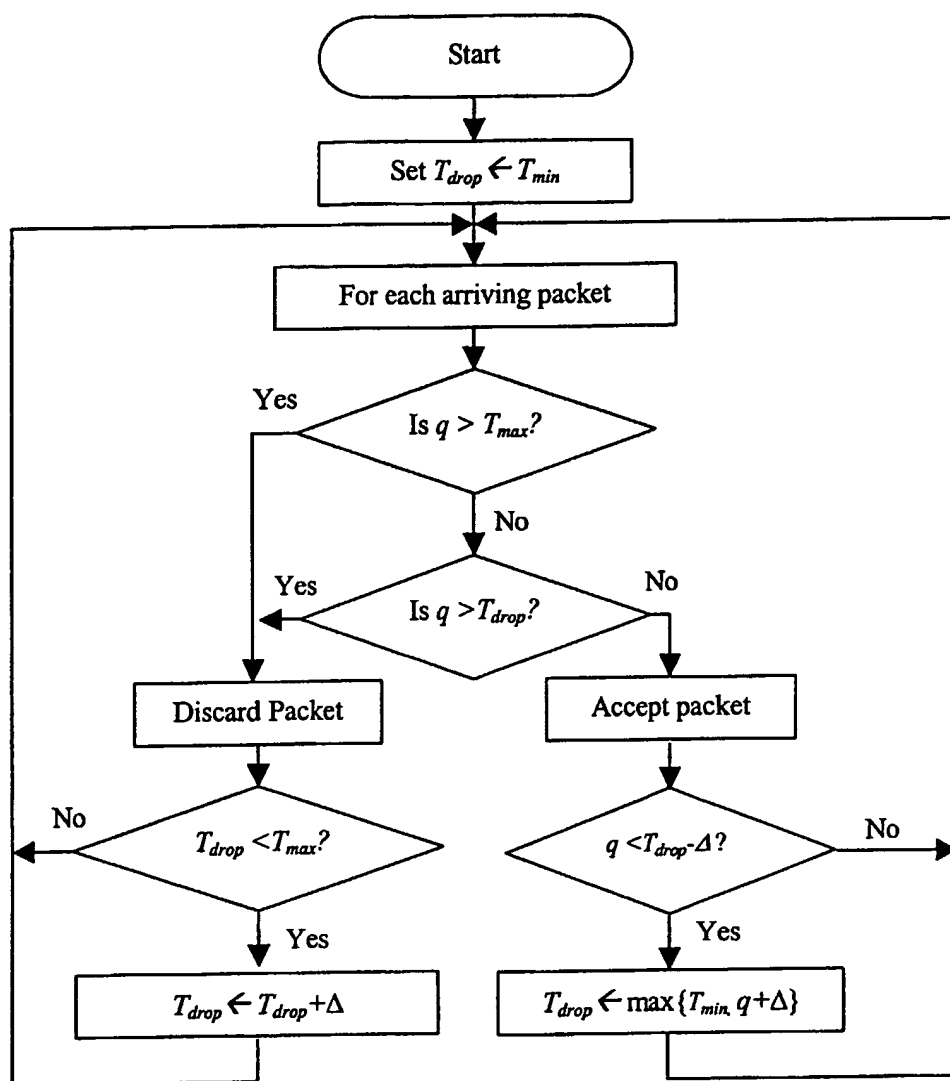 Start
Set T_drop ← T_min
For each arriving packet
Yes
Is q > T_max?
No
Yes
Is q >T_drop?
No
Discard Packet
Accept packet
No
T_drop <T_max?
q <T_drop-Δ?
No
Yes
Yes
T_drop ← T_drop+Δ
T_drop ← max{T_min, q+Δ}